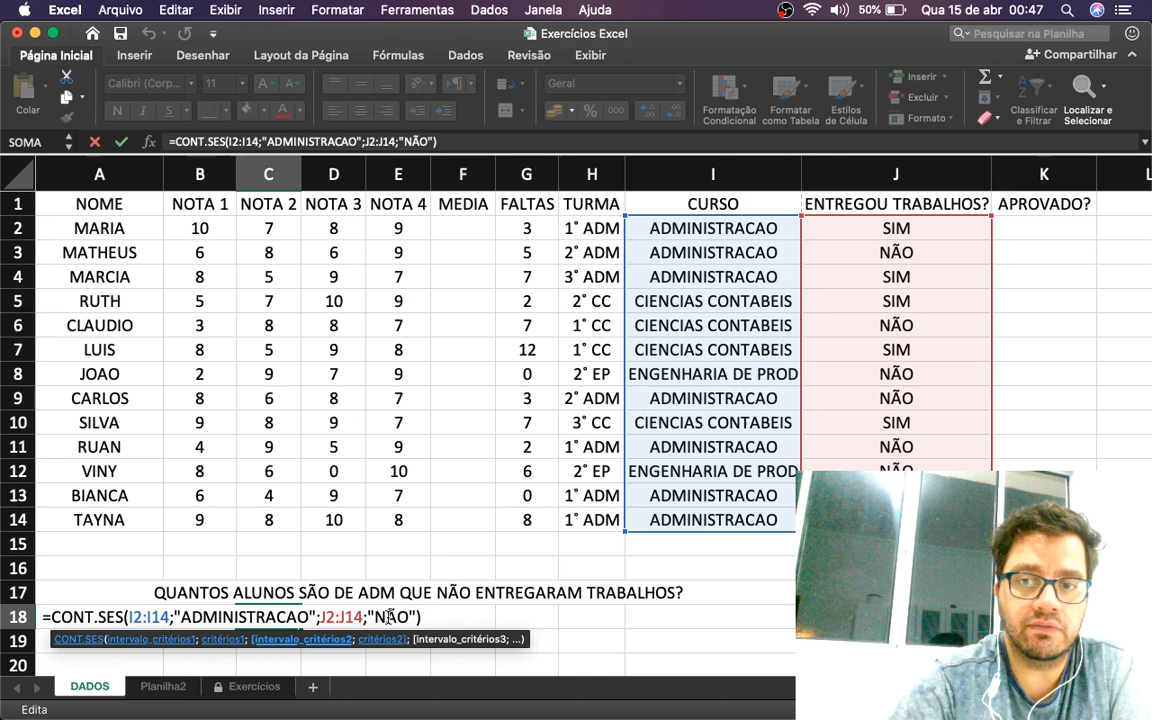 Excel Arquivo Editar Exibir Inserir Formatar Ferramentas Dados Janela Ajuda 50% Qua 15 de abr 00:47
Exercícios Excel Pesquisar na Planilha
Página Inicial Inserir Desenhar Layout da Página Fórmulas Dados Revisão Exibir Compartilhar
Calibri (Corp... 11 A A Geral Inserir
Colar N I S A % 000 Formatação Condicional Formatar como Tabela Estilos de Célula Excluir Formato Classificar e Filtrar Localizar e Selecionar
SOMA fx =CONT.SES(I2:I14;"ADMINISTRACAO";J2:J14;"NÃO")
A B C D E F G H I J K L
1 NOME NOTA 1 NOTA 2 NOTA 3 NOTA 4 MEDIA FALTAS TURMA CURSO ENTREGOU TRABALHOS? APROVADO?
2 MARIA 10 7 8 9 3 1° ADM ADMINISTRACAO SIM
3 MATHEUS 6 8 6 9 5 2° ADM ADMINISTRACAO NÃO
4 MARCIA 8 5 9 7 7 3° ADM ADMINISTRACAO SIM
5 RUTH 5 7 10 9 2 2° CC CIENCIAS CONTABEIS SIM
6 CLAUDIO 3 8 8 7 7 1° CC CIENCIAS CONTABEIS NÃO
7 LUIS 8 5 9 8 12 1° CC CIENCIAS CONTABEIS SIM
8 JOAO 2 9 7 9 0 2° EP ENGENHARIA DE PROD NÃO
9 CARLOS 8 6 8 7 3 2° ADM ADMINISTRACAO NÃO
10 SILVA 9 8 9 7 7 3° CC CIENCIAS CONTABEIS SIM
11 RUAN 4 9 5 9 2 1° ADM ADMINISTRACAO NÃO
12 VINY 8 6 0 10 6 2° EP ENGENHARIA DE PROD
13 BIANCA 6 4 9 7 0 1° ADM ADMINISTRACAO
14 TAYNA 9 8 10 8 8 1° ADM ADMINISTRACAO
15
16
17 QUANTOS ALUNOS SÃO DE ADM QUE NÃO ENTREGARAM TRABALHOS?
18 =CONT.SES(I2:I14;"ADMINISTRACAO";J2:J14;"NÃO")
19 CONT.SES(intervalo_critérios1; critérios1; [intervalo_critérios2; critérios2]; [intervalo_critérios3; ...)
20
DADOS Planilha2 Exercícios
Edita